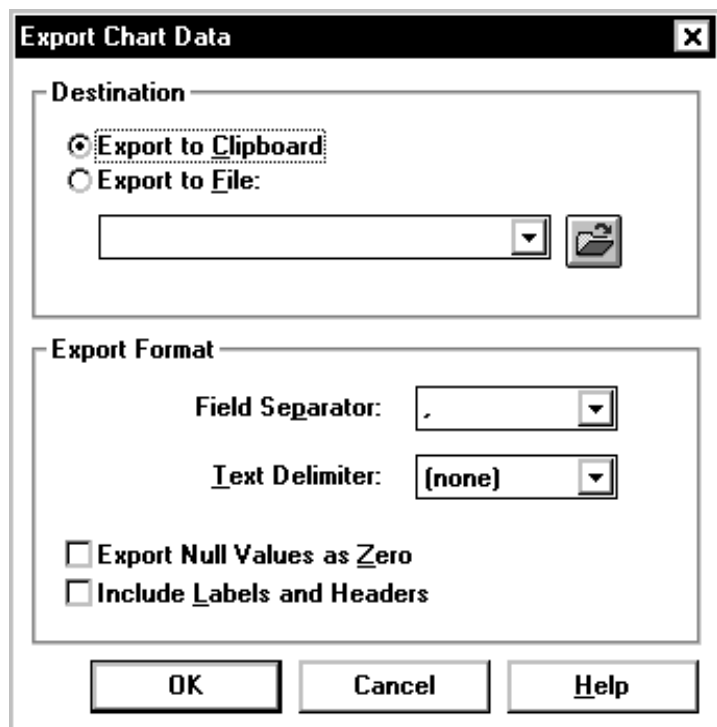 Export Chart Data
Destination
Export to Clipboard
Export to File:
Export Format
Field Separator: ,
Text Delimiter: (none)
Export Null Values as Zero
Include Labels and Headers
OK Cancel Help